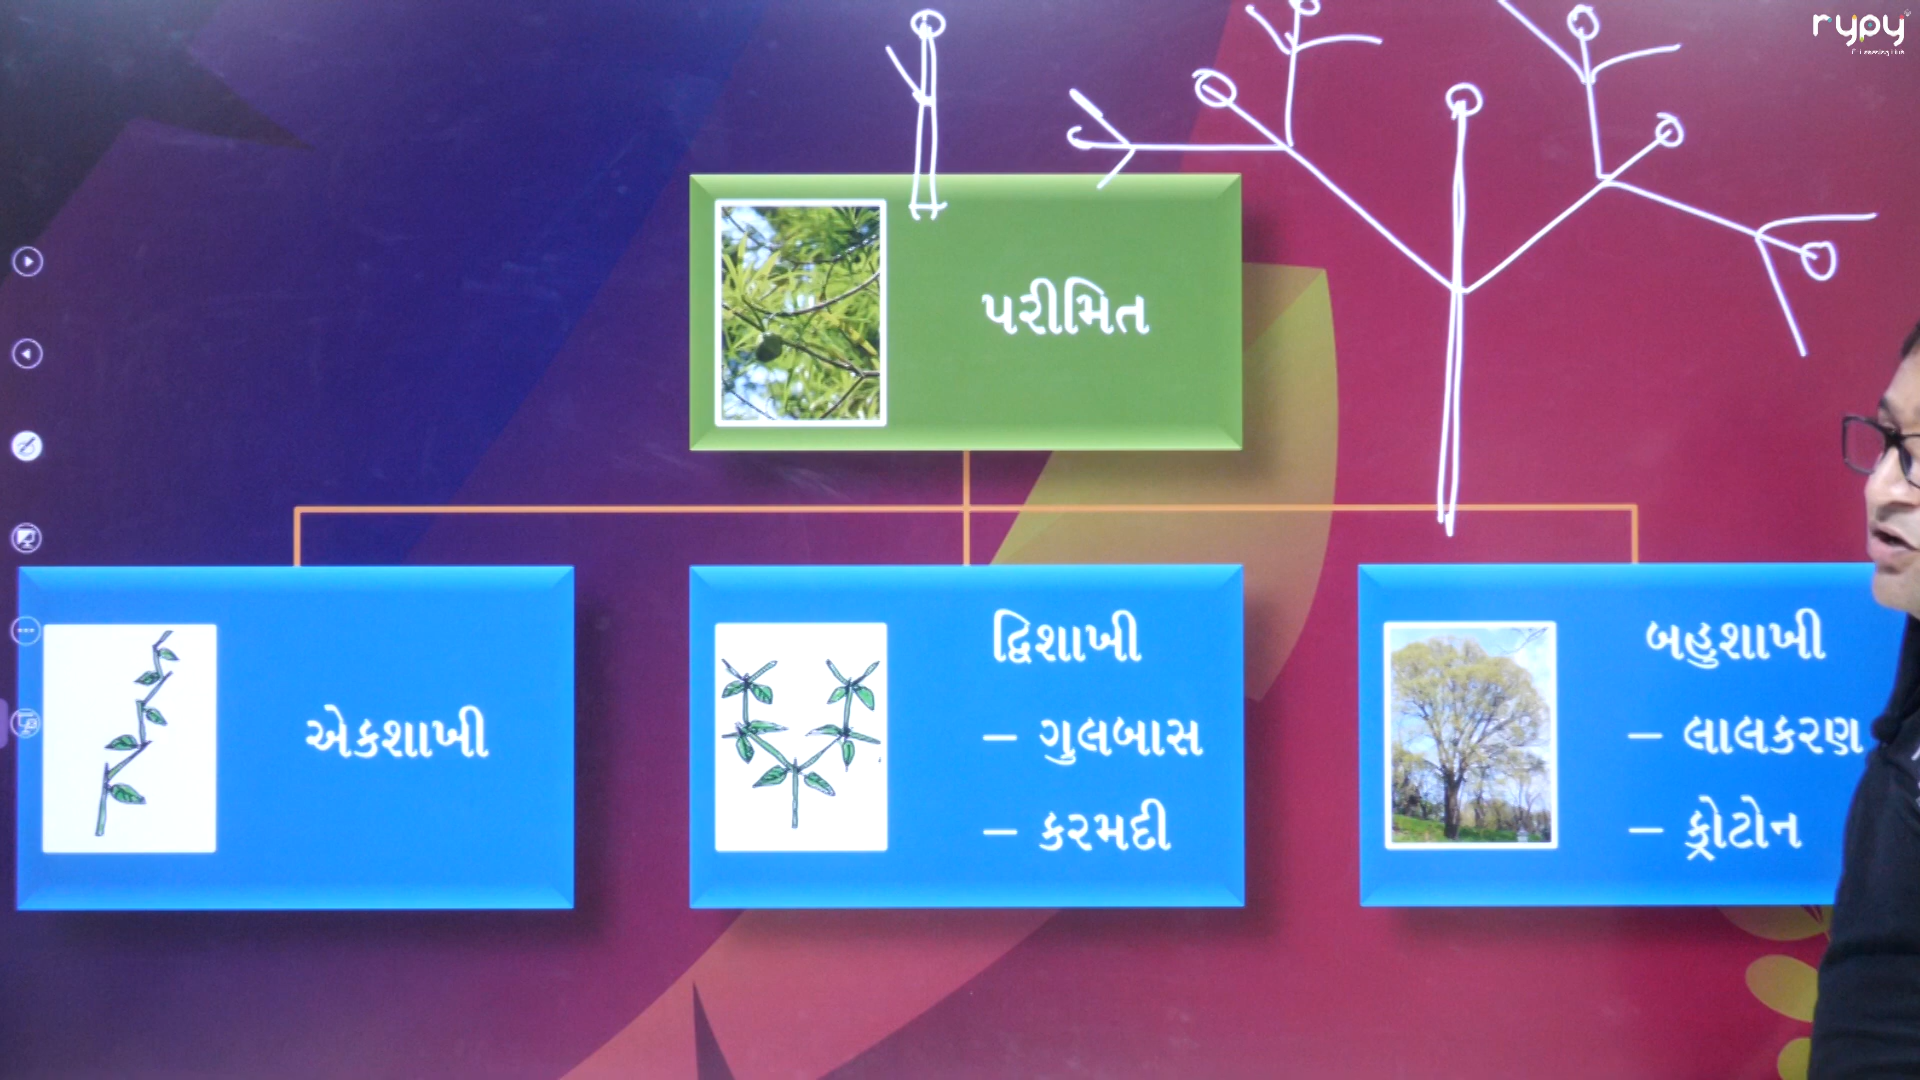 rypy
પરીમિત
એકશાખી
દ્વિશાખી
– ગુલબાસ
– કરમદી
બહુશાખી
– લાલકરણ
– ક્રોટોન